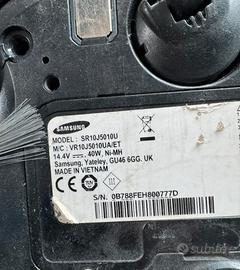 SAMSUNG
MODEL : SR10J5010U
M/C : VR10J5010UA/ET
14.4V⎓, 40W, Ni-MH
Samsung, Yateley, GU46 6GG. UK
MADE IN VIETNAM
S/N. 0B788FEH800777D
subito